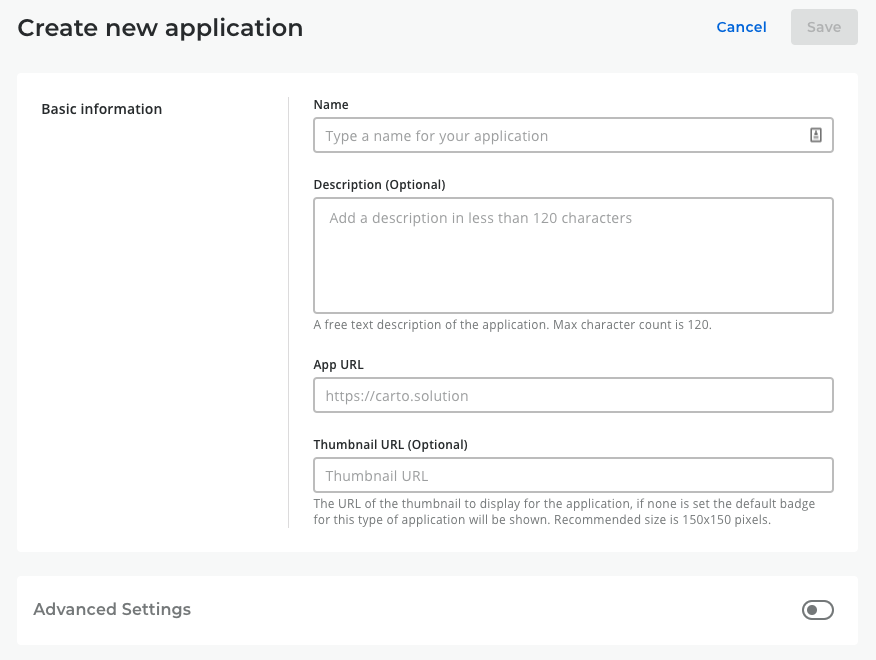 Create new application
Cancel
Save
Basic information
Name
Type a name for your application
Description (Optional)
Add a description in less than 120 characters
A free text description of the application. Max character count is 120.
App URL
https://carto.solution
Thumbnail URL (Optional)
Thumbnail URL
The URL of the thumbnail to display for the application, if none is set the default badge
for this type of application will be shown. Recommended size is 150x150 pixels.
Advanced Settings